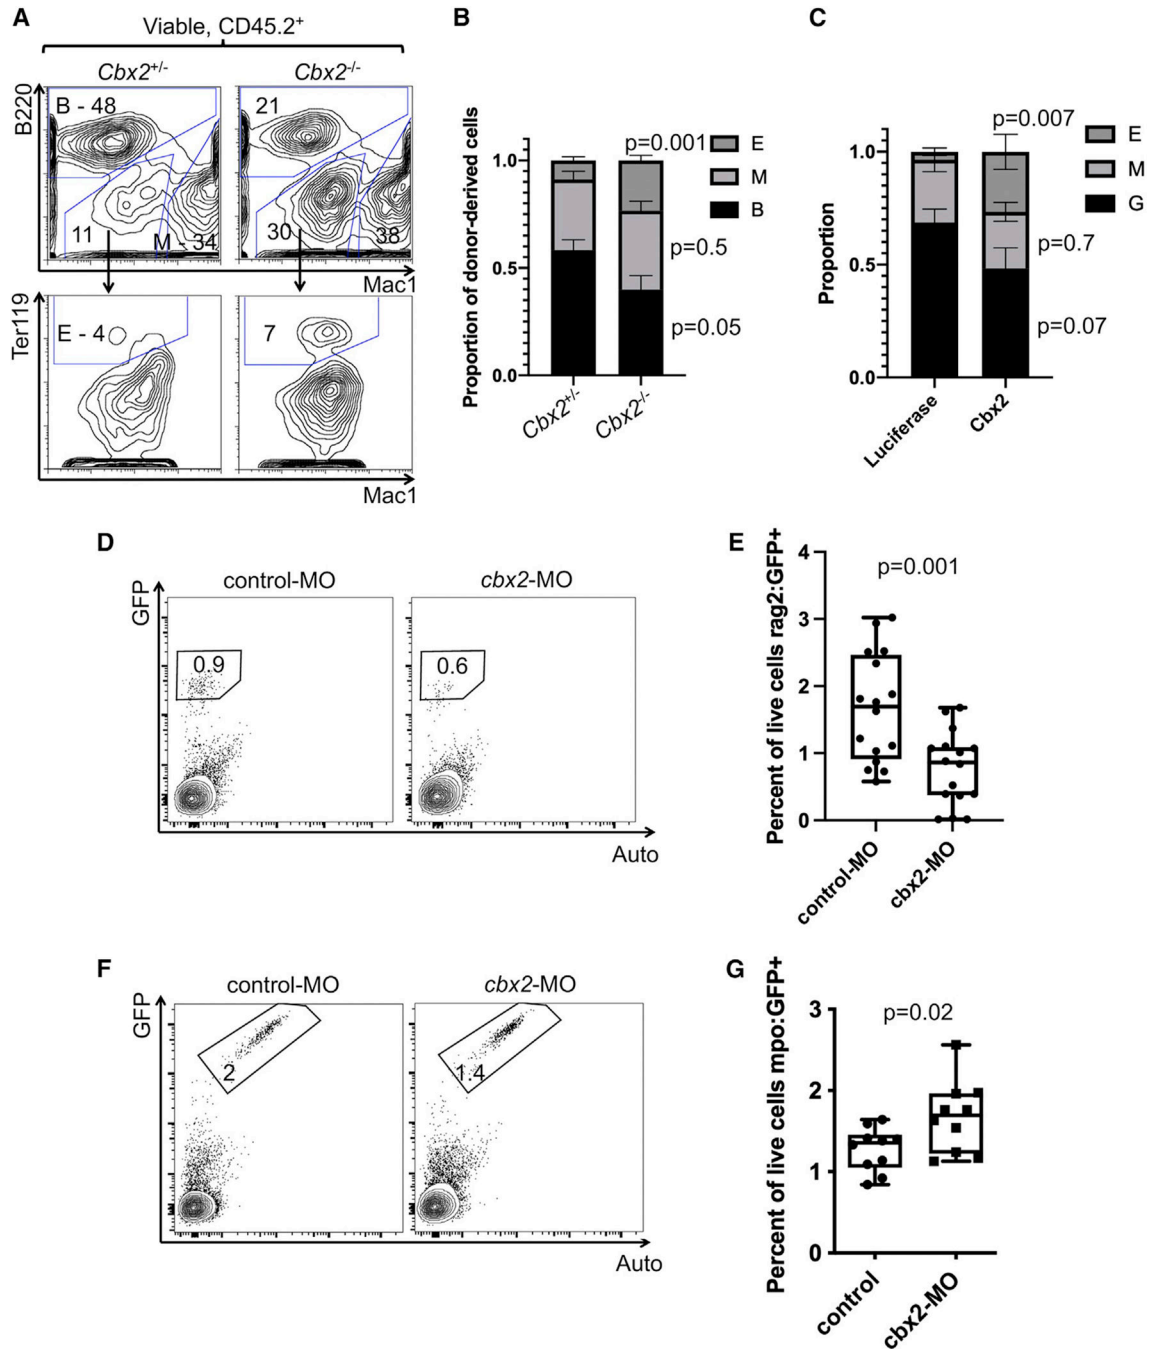 A
Viable, CD45.2+
Cbx2+/-
Cbx2-/-
B220
B - 48
11
M - 34
21
30
38
Mac1
Ter119
E - 4
7
Mac1
B
Proportion of donor-derived cells
1.0
0.5
0.0
p=0.001
E
M
B
p=0.5
p=0.05
Cbx2+/-
Cbx2-/-
C
Proportion
1.0
0.5
0.0
p=0.007
E
M
G
p=0.7
p=0.07
Luciferase
Cbx2
D
control-MO
cbx2-MO
GFP
0.9
0.6
Auto
E
Percent of live cells rag2:GFP+
4
3
2
1
0
p=0.001
control-MO
cbx2-MO
F
control-MO
cbx2-MO
GFP
2
1.4
Auto
G
Percent of live cells mpo:GFP+
3
2
1
0
p=0.02
control
cbx2-MO